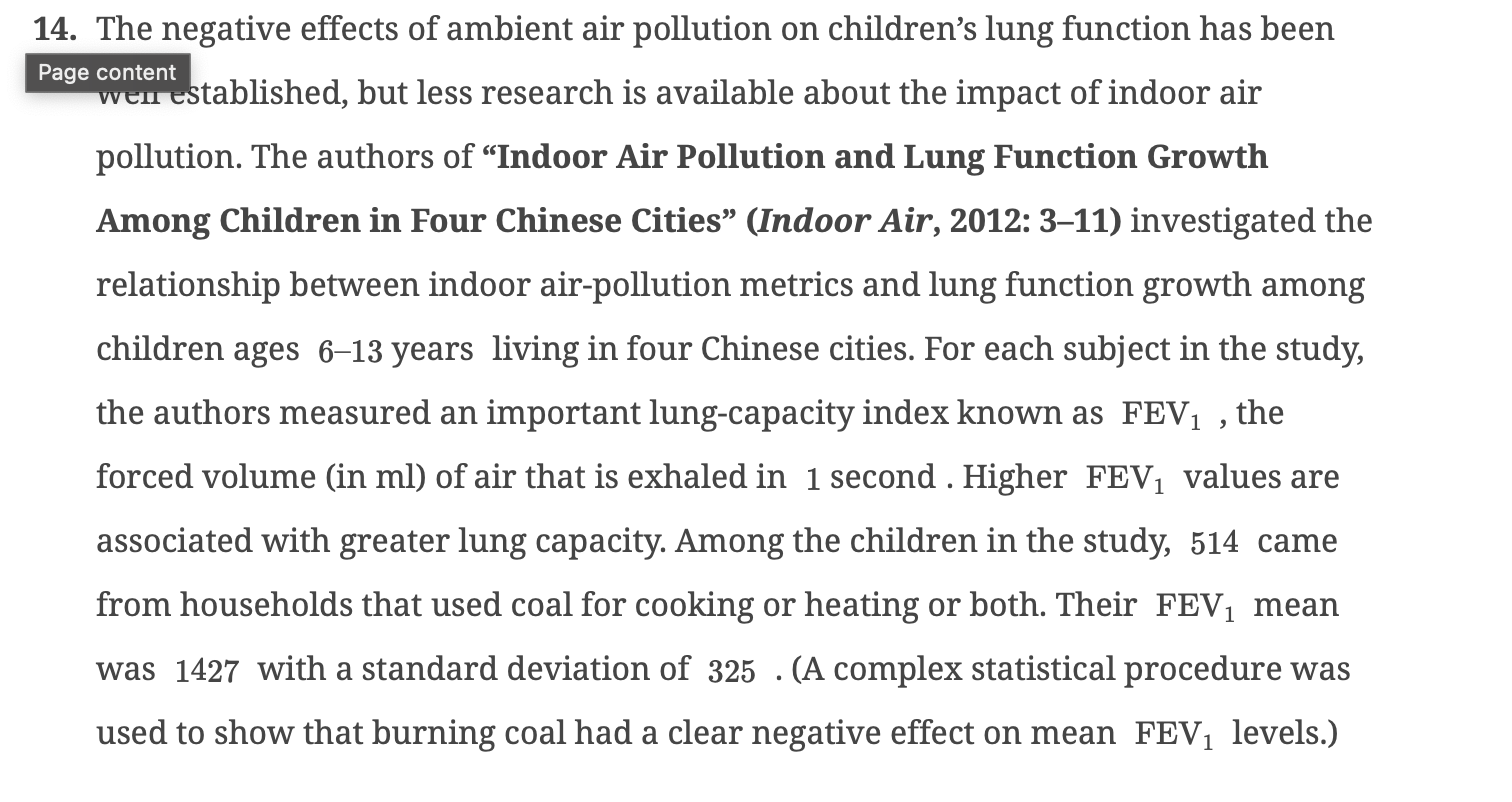 14. The negative effects of ambient air pollution on children’s lung function has been
Page content
well established, but less research is available about the impact of indoor air
pollution. The authors of “Indoor Air Pollution and Lung Function Growth
Among Children in Four Chinese Cities” (Indoor Air, 2012: 3–11) investigated the
relationship between indoor air-pollution metrics and lung function growth among
children ages 6–13 years living in four Chinese cities. For each subject in the study,
the authors measured an important lung-capacity index known as FEV₁ , the
forced volume (in ml) of air that is exhaled in 1 second . Higher FEV₁ values are
associated with greater lung capacity. Among the children in the study, 514 came
from households that used coal for cooking or heating or both. Their FEV₁ mean
was 1427 with a standard deviation of 325 . (A complex statistical procedure was
used to show that burning coal had a clear negative effect on mean FEV₁ levels.)